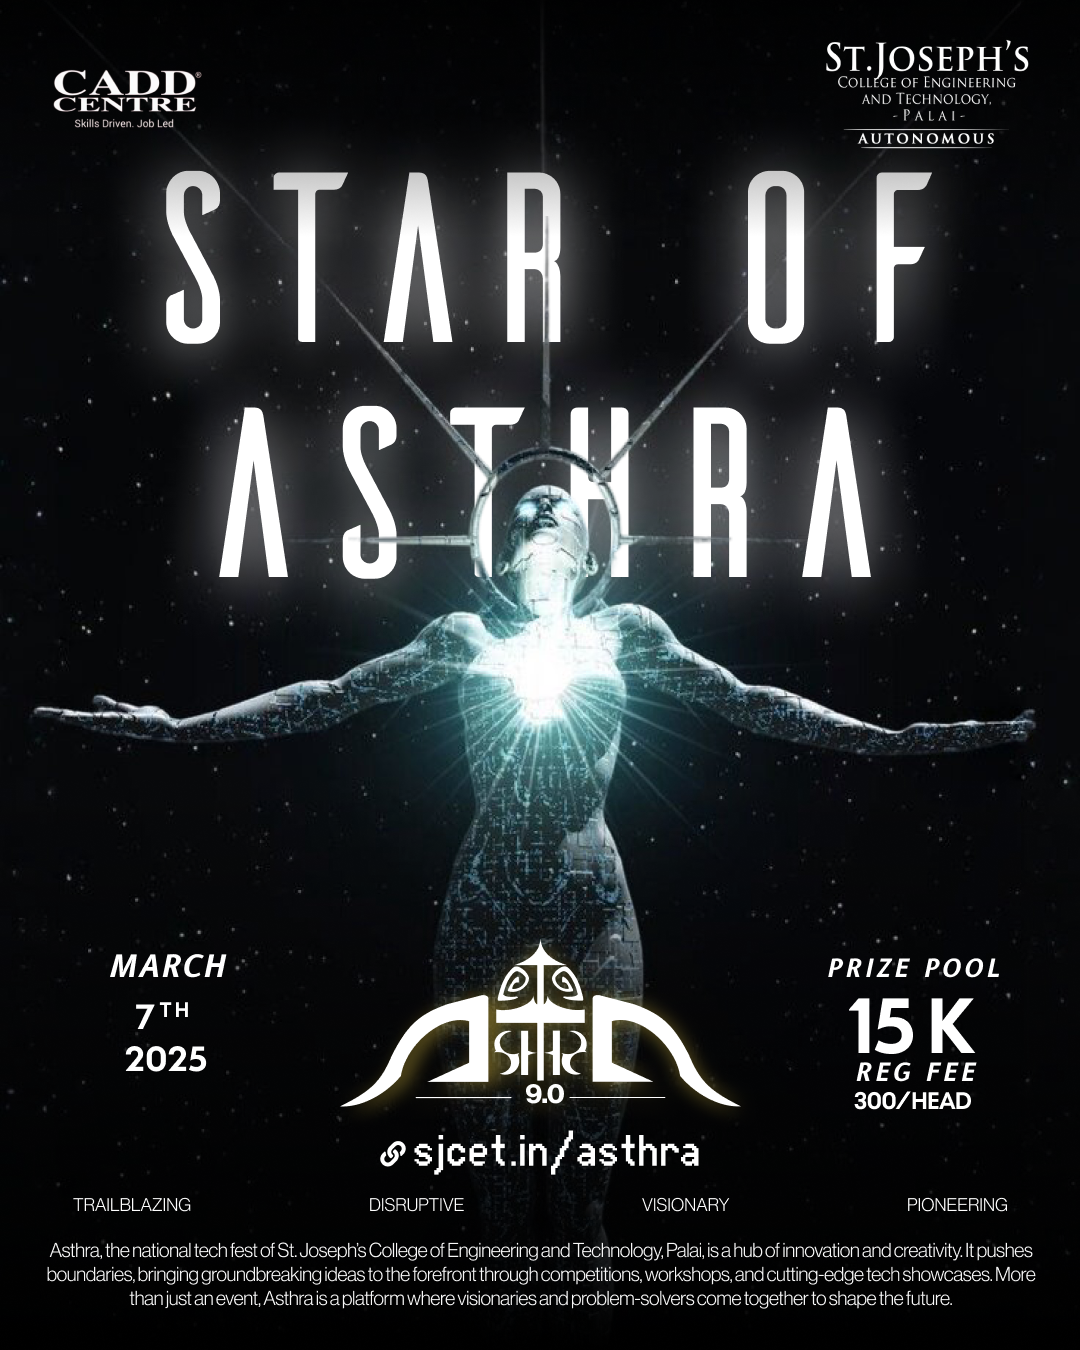 CADD®
CENTRE
Skills Driven. Job Led
ST.JOSEPH'S
COLLEGE OF ENGINEERING
AND TECHNOLOGY,
-PALAI-
AUTONOMOUS
STAR OF
ASTHRA
MARCH
7TH
2025
PRIZE POOL
15 K
REG FEE
300/HEAD
ASTHRA
9.0
sjcet.in/asthra
TRAILBLAZING DISRUPTIVE VISIONARY PIONEERING
Asthra, the national tech fest of St. Joseph's College of Engineering and Technology, Palai, is a hub of innovation and creativity. It pushes
boundaries, bringing groundbreaking ideas to the forefront through competitions, workshops, and cutting-edge tech showcases. More
than just an event, Asthra is a platform where visionaries and problem-solvers come together to shape the future.